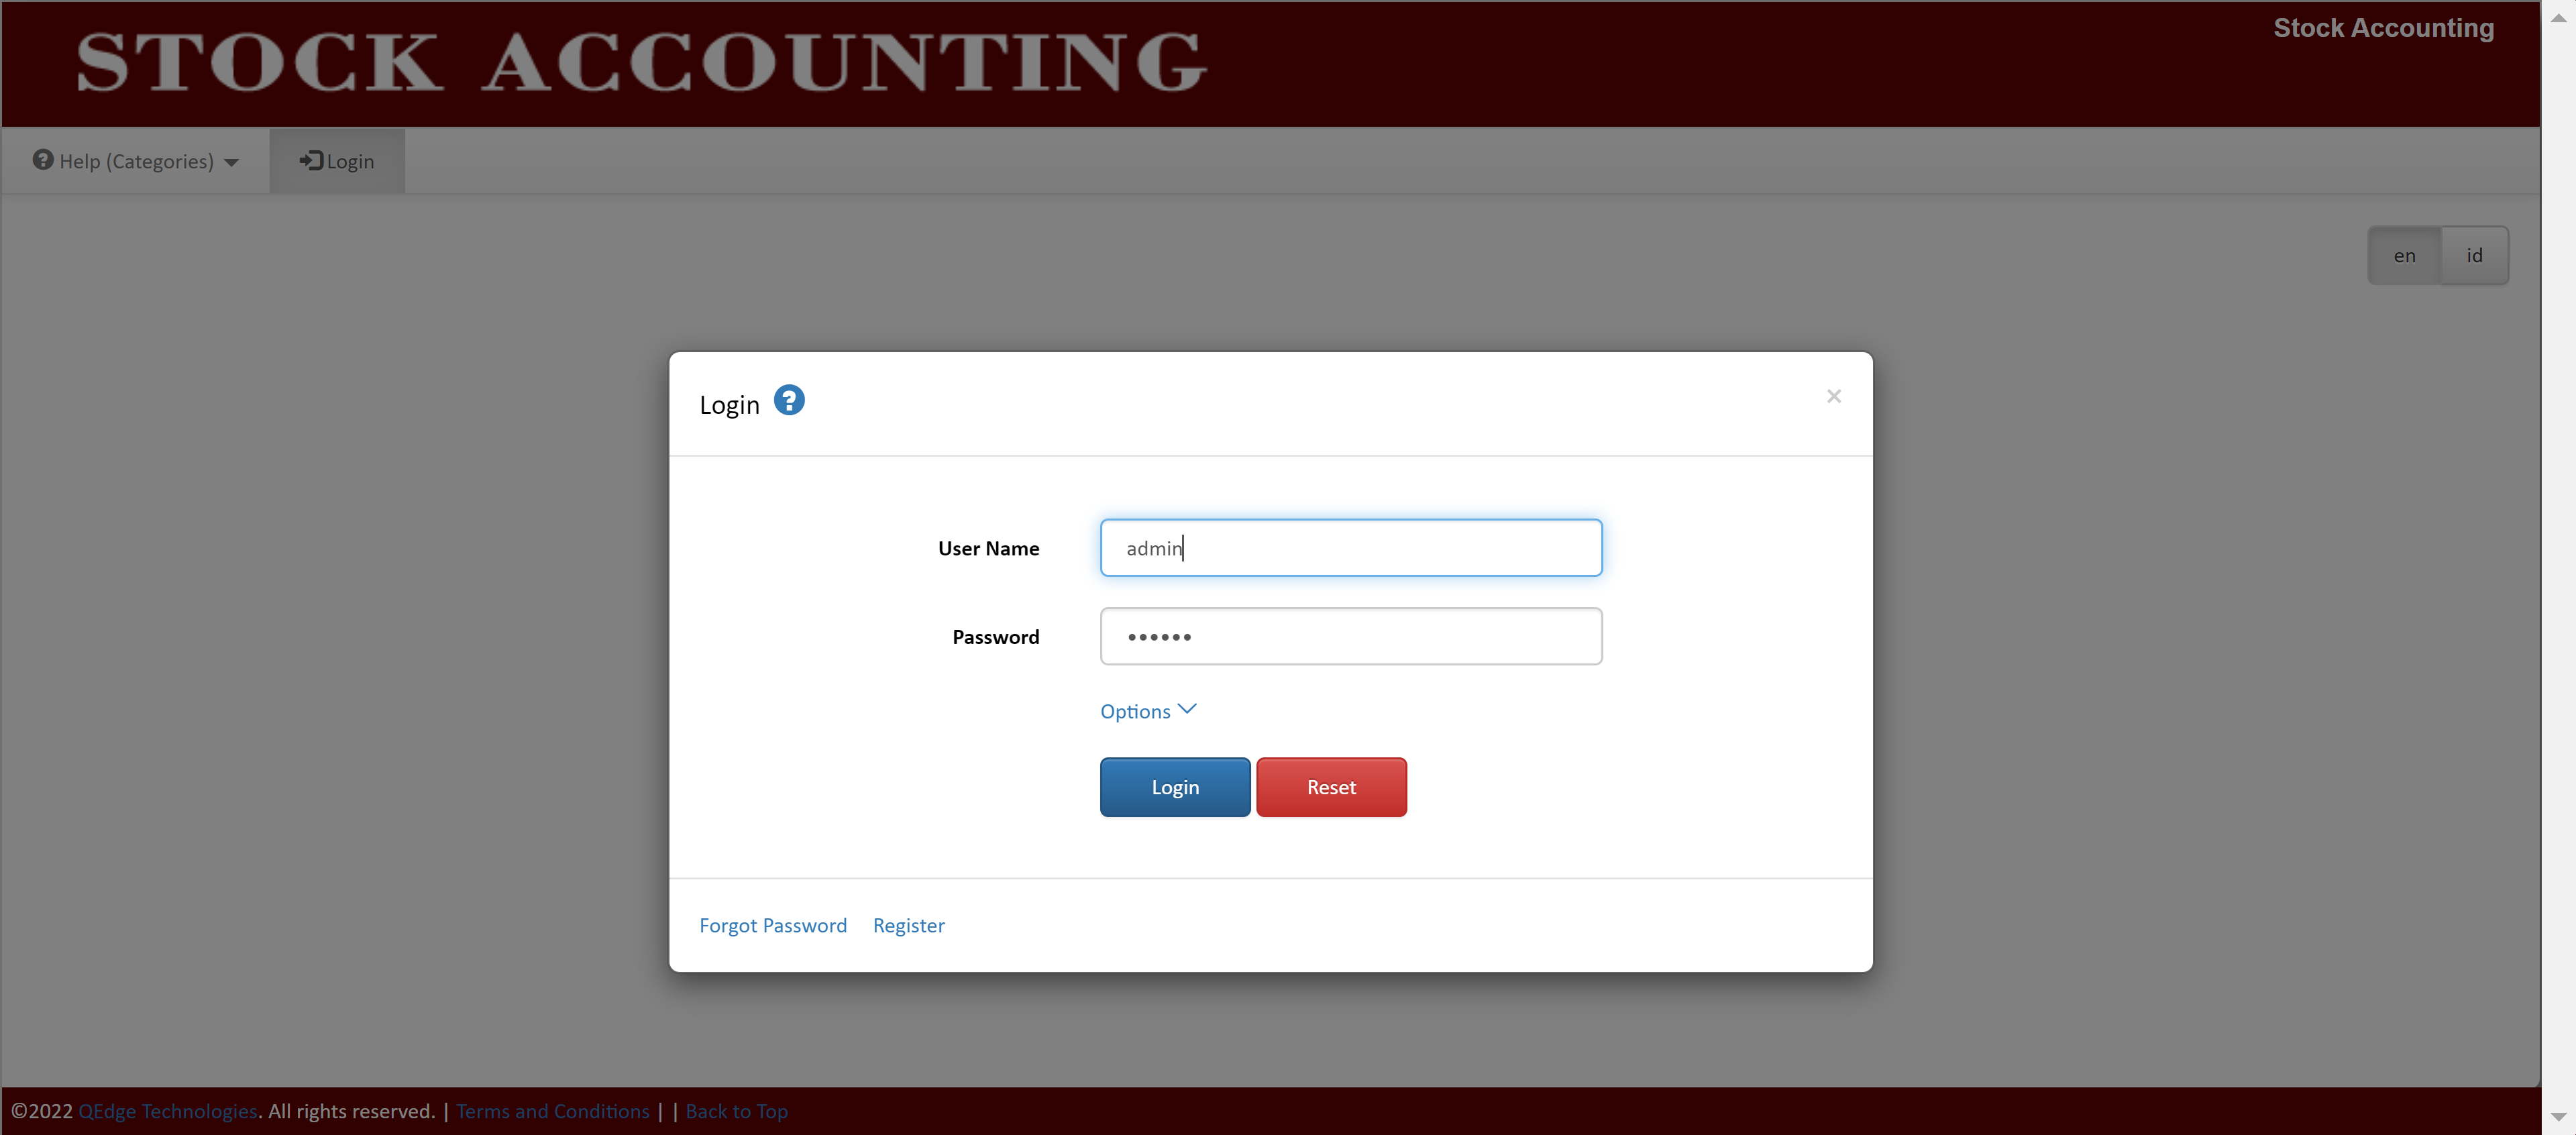 STOCK ACCOUNTING
Stock Accounting
Help (Categories)
Login
en
id
Login
×
User Name
admin
Password
••••••
Options
Login
Reset
Forgot Password Register
©2022 QEdge Technologies. All rights reserved. | Terms and Conditions | | Back to Top